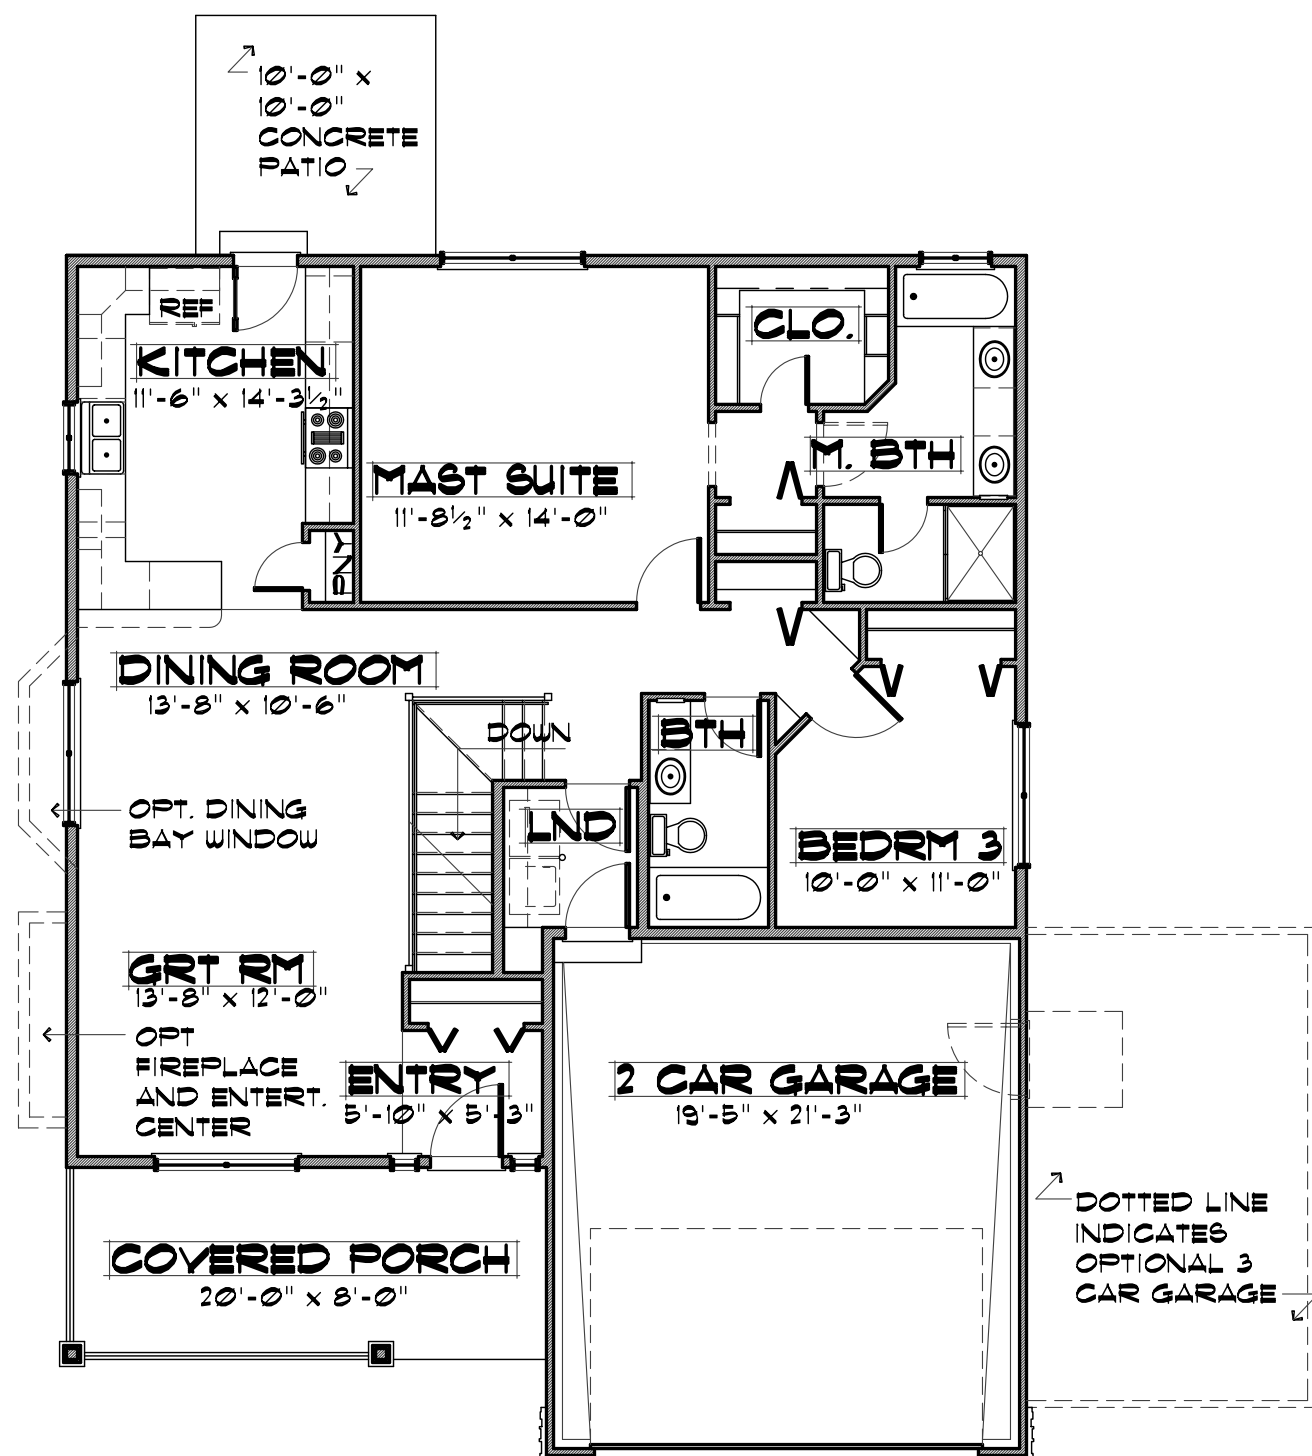 10'-0" x
10'-0"
CONCRETE
PATIO
REF
KITCHEN
11'-6" x 14'-3½"
CLO.
MAST SUITE
11'-8½" x 14'-0"
M. BTH
PNY
DINING ROOM
13'-8" x 10'-6"
DOWN
BTH
OPT. DINING
BAY WINDOW
LND
BEDRM 3
10'-0" x 11'-0"
GRT RM
13'-8" x 12'-0"
OPT
FIREPLACE
AND ENTERT.
CENTER
ENTRY
5'-10" x 5'-3"
2 CAR GARAGE
19'-5" x 21'-3"
DOTTED LINE
INDICATES
OPTIONAL 3
CAR GARAGE
COVERED PORCH
20'-0" x 8'-0"